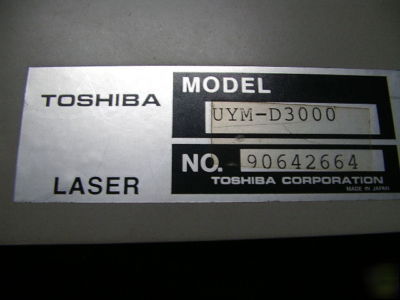 TOSHIBA
LASER
MODEL
UYM-D3000
NO. 90642664
TOSHIBA CORPORATION
MADE IN JAPAN